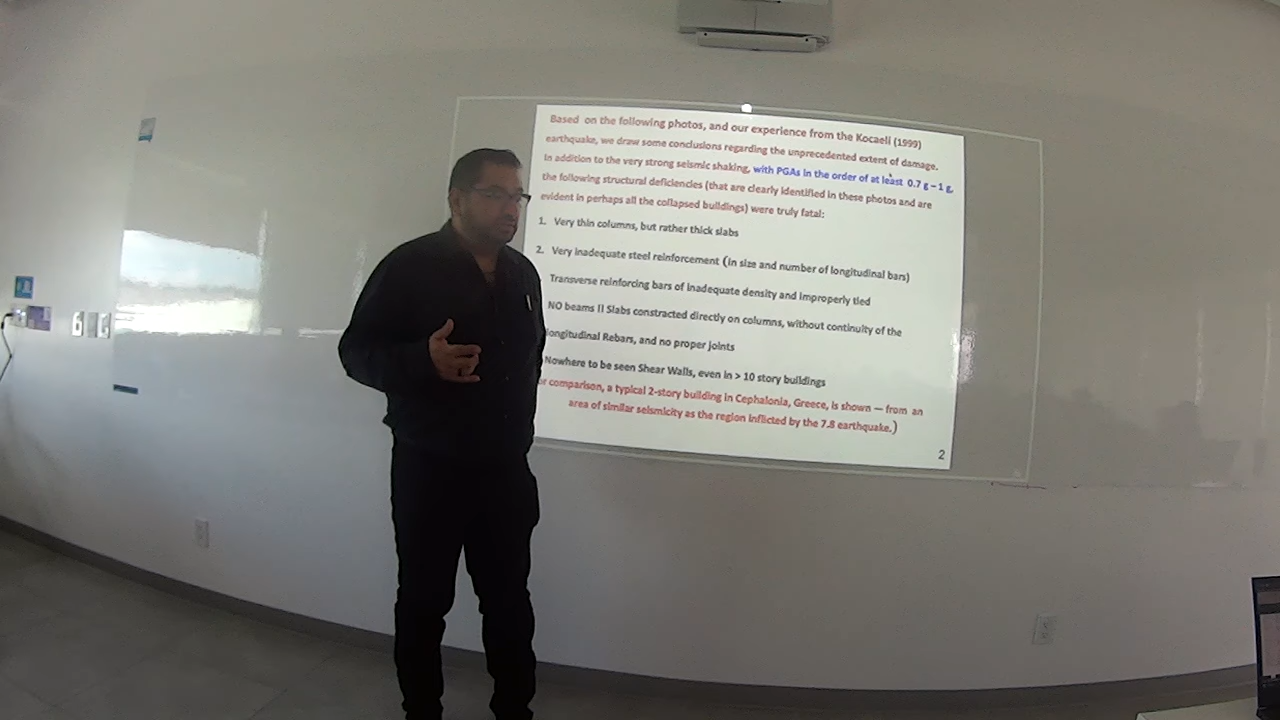 Based on the following photos, and our experience from the Kocaeli (1999)
earthquake, we draw some conclusions regarding the unprecedented extent of damage.
In addition to the very strong seismic shaking, with PGAs in the order of at least 0.7 g – 1 g,
the following structural deficiencies (that are clearly identified in these photos and are
evident in perhaps all the collapsed buildings) were truly fatal:
1. Very thin columns, but rather thick slabs
2. Very inadequate steel reinforcement (in size and number of longitudinal bars)
Transverse reinforcing bars of inadequate density and improperly tied
NO beams !! Slabs constracted directly on columns, without continuity of the
longitudinal Rebars, and no proper joints
Nowhere to be seen Shear Walls, even in > 10 story buildings
comparison, a typical 2-story building in Cephalonia, Greece, is shown — from an
area of similar seismicity as the region inflicted by the 7.8 earthquake.)
2